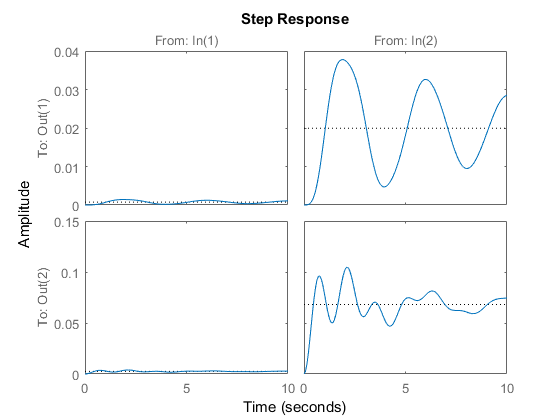 Step Response
From: In(1)
From: In(2)
0.04
0.03
0.02
0.01
0
To: Out(1)
Amplitude
0.15
0.1
0.05
0
To: Out(2)
0
5
10
0
5
10
Time (seconds)